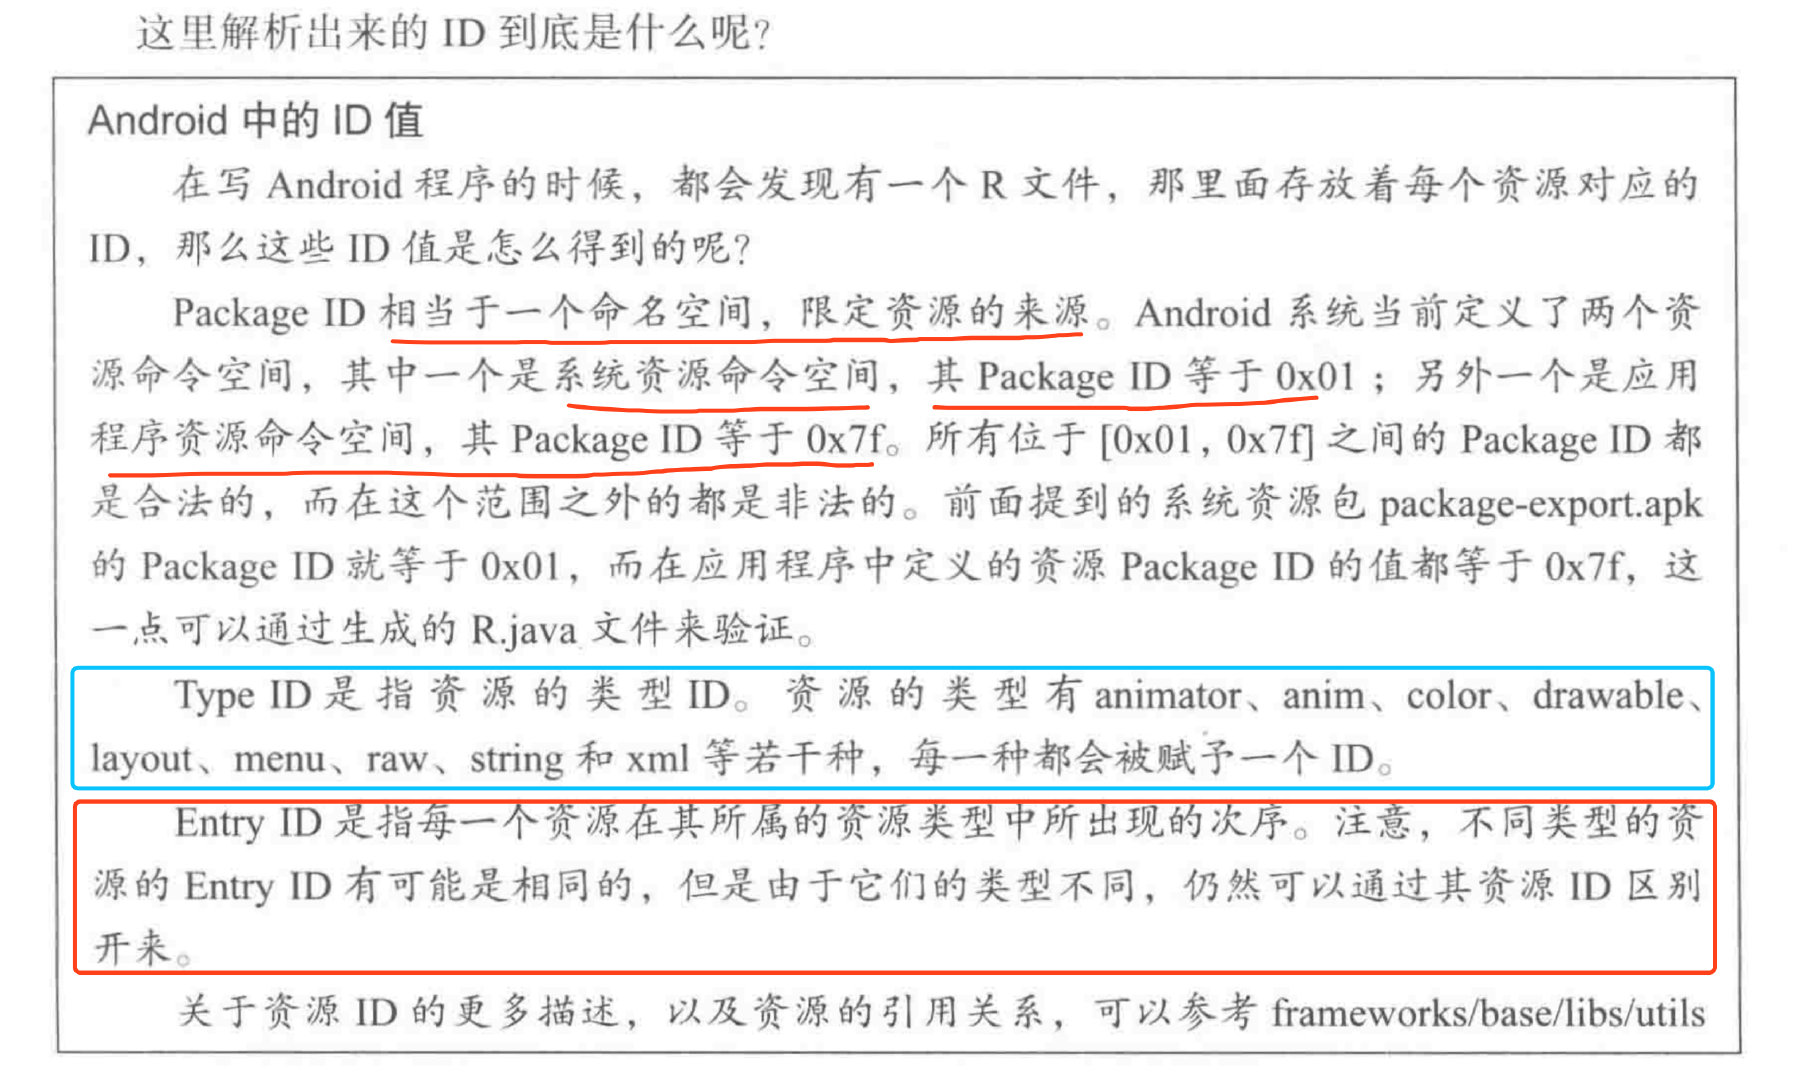 这里解析出来的 ID 到底是什么呢?
Android 中的 ID 值
在写 Android 程序的时候，都会发现有一个 R 文件，那里面存放着每个资源对应的
ID，那么这些 ID 值是怎么得到的呢?
Package ID 相当于一个命名空间，限定资源的来源。Android 系统当前定义了两个资
源命令空间，其中一个是系统资源命令空间，其 Package ID 等于 0x01；另外一个是应用
程序资源命令空间，其 Package ID 等于 0x7f。所有位于 [0x01, 0x7f] 之间的 Package ID 都
是合法的，而在这个范围之外的都是非法的。前面提到的系统资源包 package-export.apk
的 Package ID 就等于 0x01，而在应用程序中定义的资源 Package ID 的值都等于 0x7f，这
一点可以通过生成的 R.java 文件来验证。
Type ID 是指资源的类型 ID。资源的类型有 animator、anim、color、drawable、
layout、menu、raw、string 和 xml 等若干种，每一种都会被赋予一个 ID。
Entry ID 是指每一个资源在其所属的资源类型中所出现的次序。注意，不同类型的资
源的 Entry ID 有可能是相同的，但是由于它们的类型不同，仍然可以通过其资源 ID 区别
开来。
关于资源 ID 的更多描述，以及资源的引用关系，可以参考 frameworks/base/libs/utils